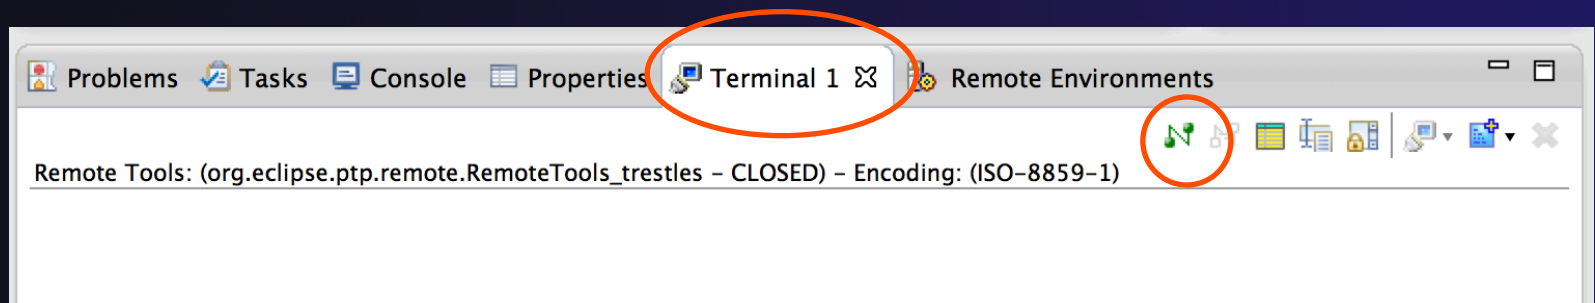 Problems Tasks Console Properties Terminal 1 Remote Environments
Remote Tools: (org.eclipse.ptp.remote.RemoteTools_trestles – CLOSED) – Encoding: (ISO-8859-1)